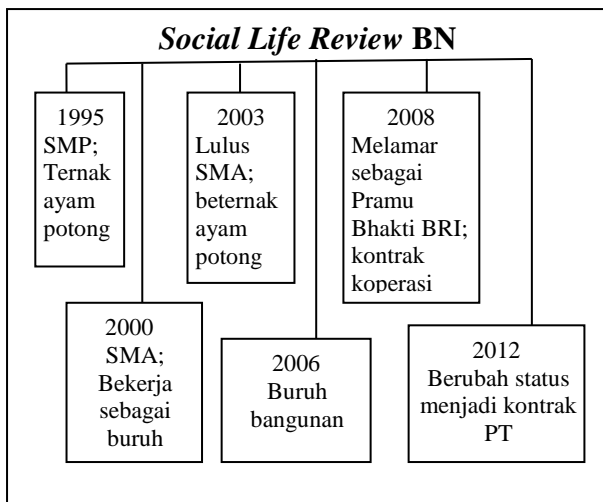 Social Life Review BN
1995
SMP;
Ternak
ayam
potong
2003
Lulus
SMA;
beternak
ayam
potong
2008
Melamar
sebagai
Pramu
Bhakti BRI;
kontrak
koperasi
2000
SMA;
Bekerja
sebagai
buruh
2006
Buruh
bangunan
2012
Berubah status
menjadi kontrak
PT